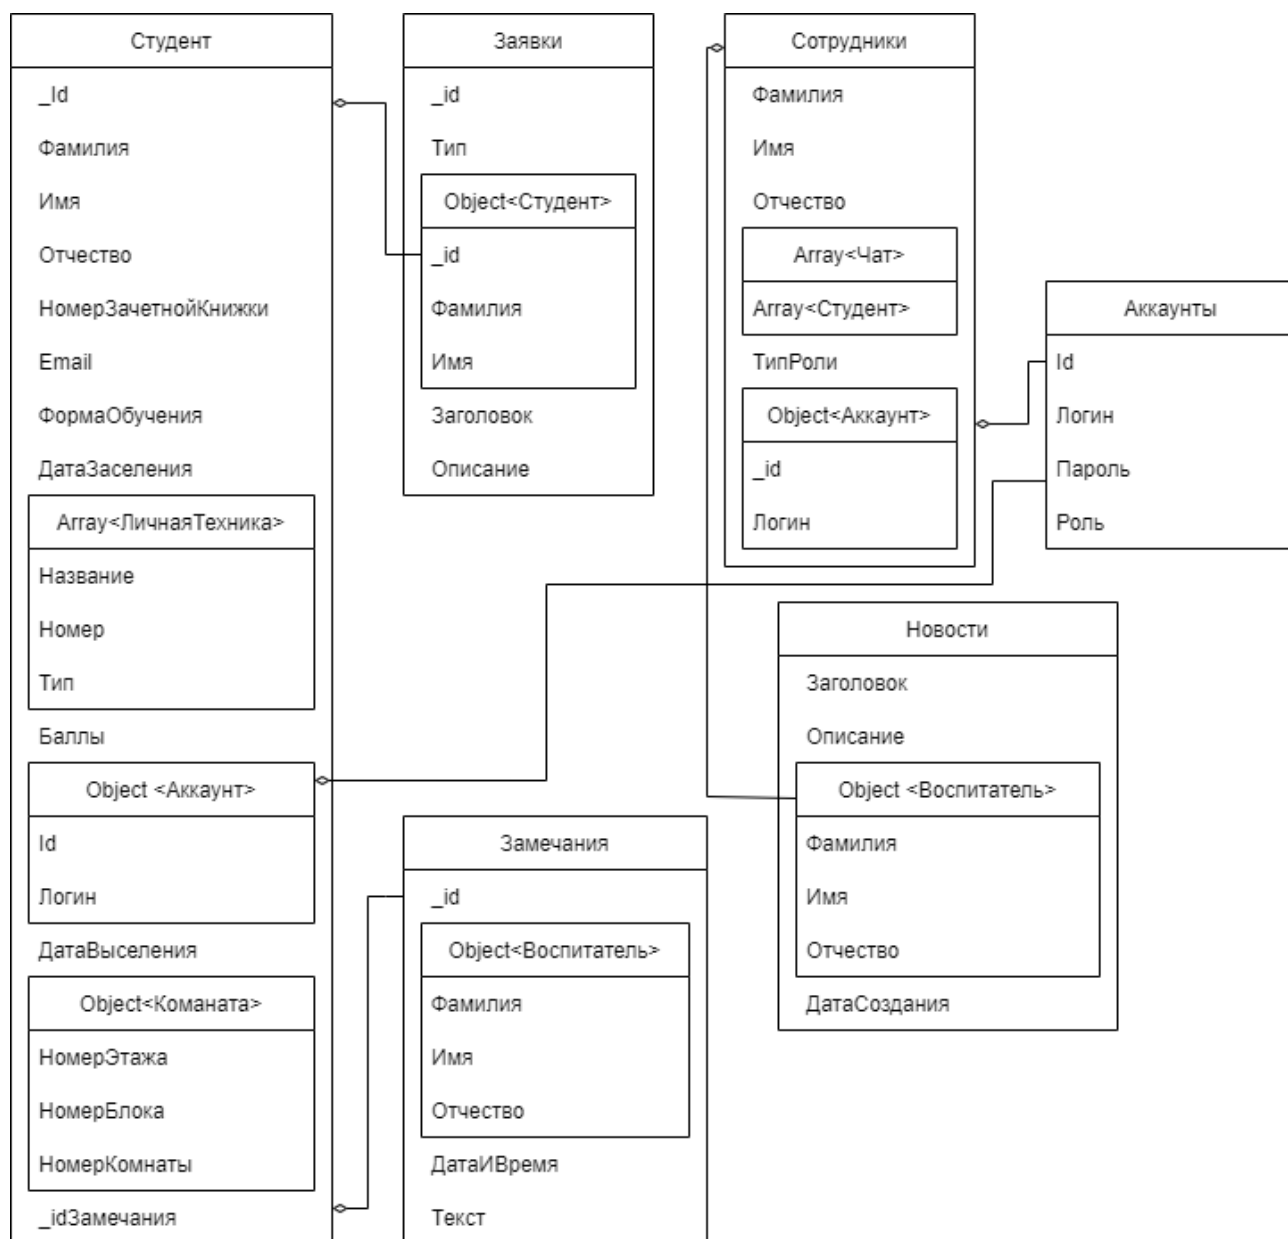 Студент
_Id
Фамилия
Имя
Отчество
НомерЗачетнойКнижки
Email
ФормаОбучения
ДатаЗаселения
Array<ЛичнаяТехника>
Название
Номер
Тип
Баллы
Object <Аккаунт>
Id
Логин
ДатаВыселения
Object<Команата>
НомерЭтажа
НомерБлока
НомерКомнаты
_idЗамечания
Заявки
_id
Тип
Object<Студент>
_id
Фамилия
Имя
Заголовок
Описание
Сотрудники
Фамилия
Имя
Отчество
Array<Чат>
Array<Студент>
ТипРоли
Object<Аккаунт>
_id
Логин
Аккаунты
Id
Логин
Пароль
Роль
Новости
Заголовок
Описание
Object <Воспитатель>
Фамилия
Имя
Отчество
ДатаСоздания
Замечания
_id
Object<Воспитатель>
Фамилия
Имя
Отчество
ДатаИВремя
Текст